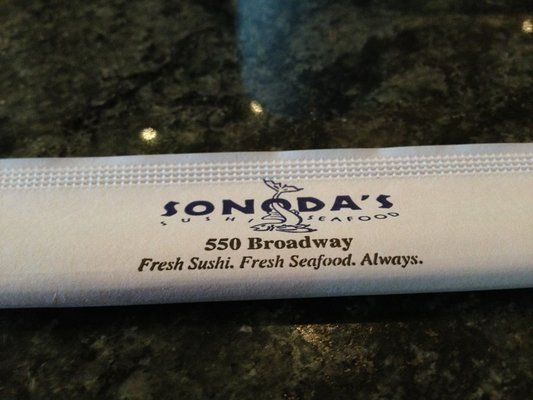 SONODA'S
SUSHI SEAFOOD
550 Broadway
Fresh Sushi. Fresh Seafood. Always.